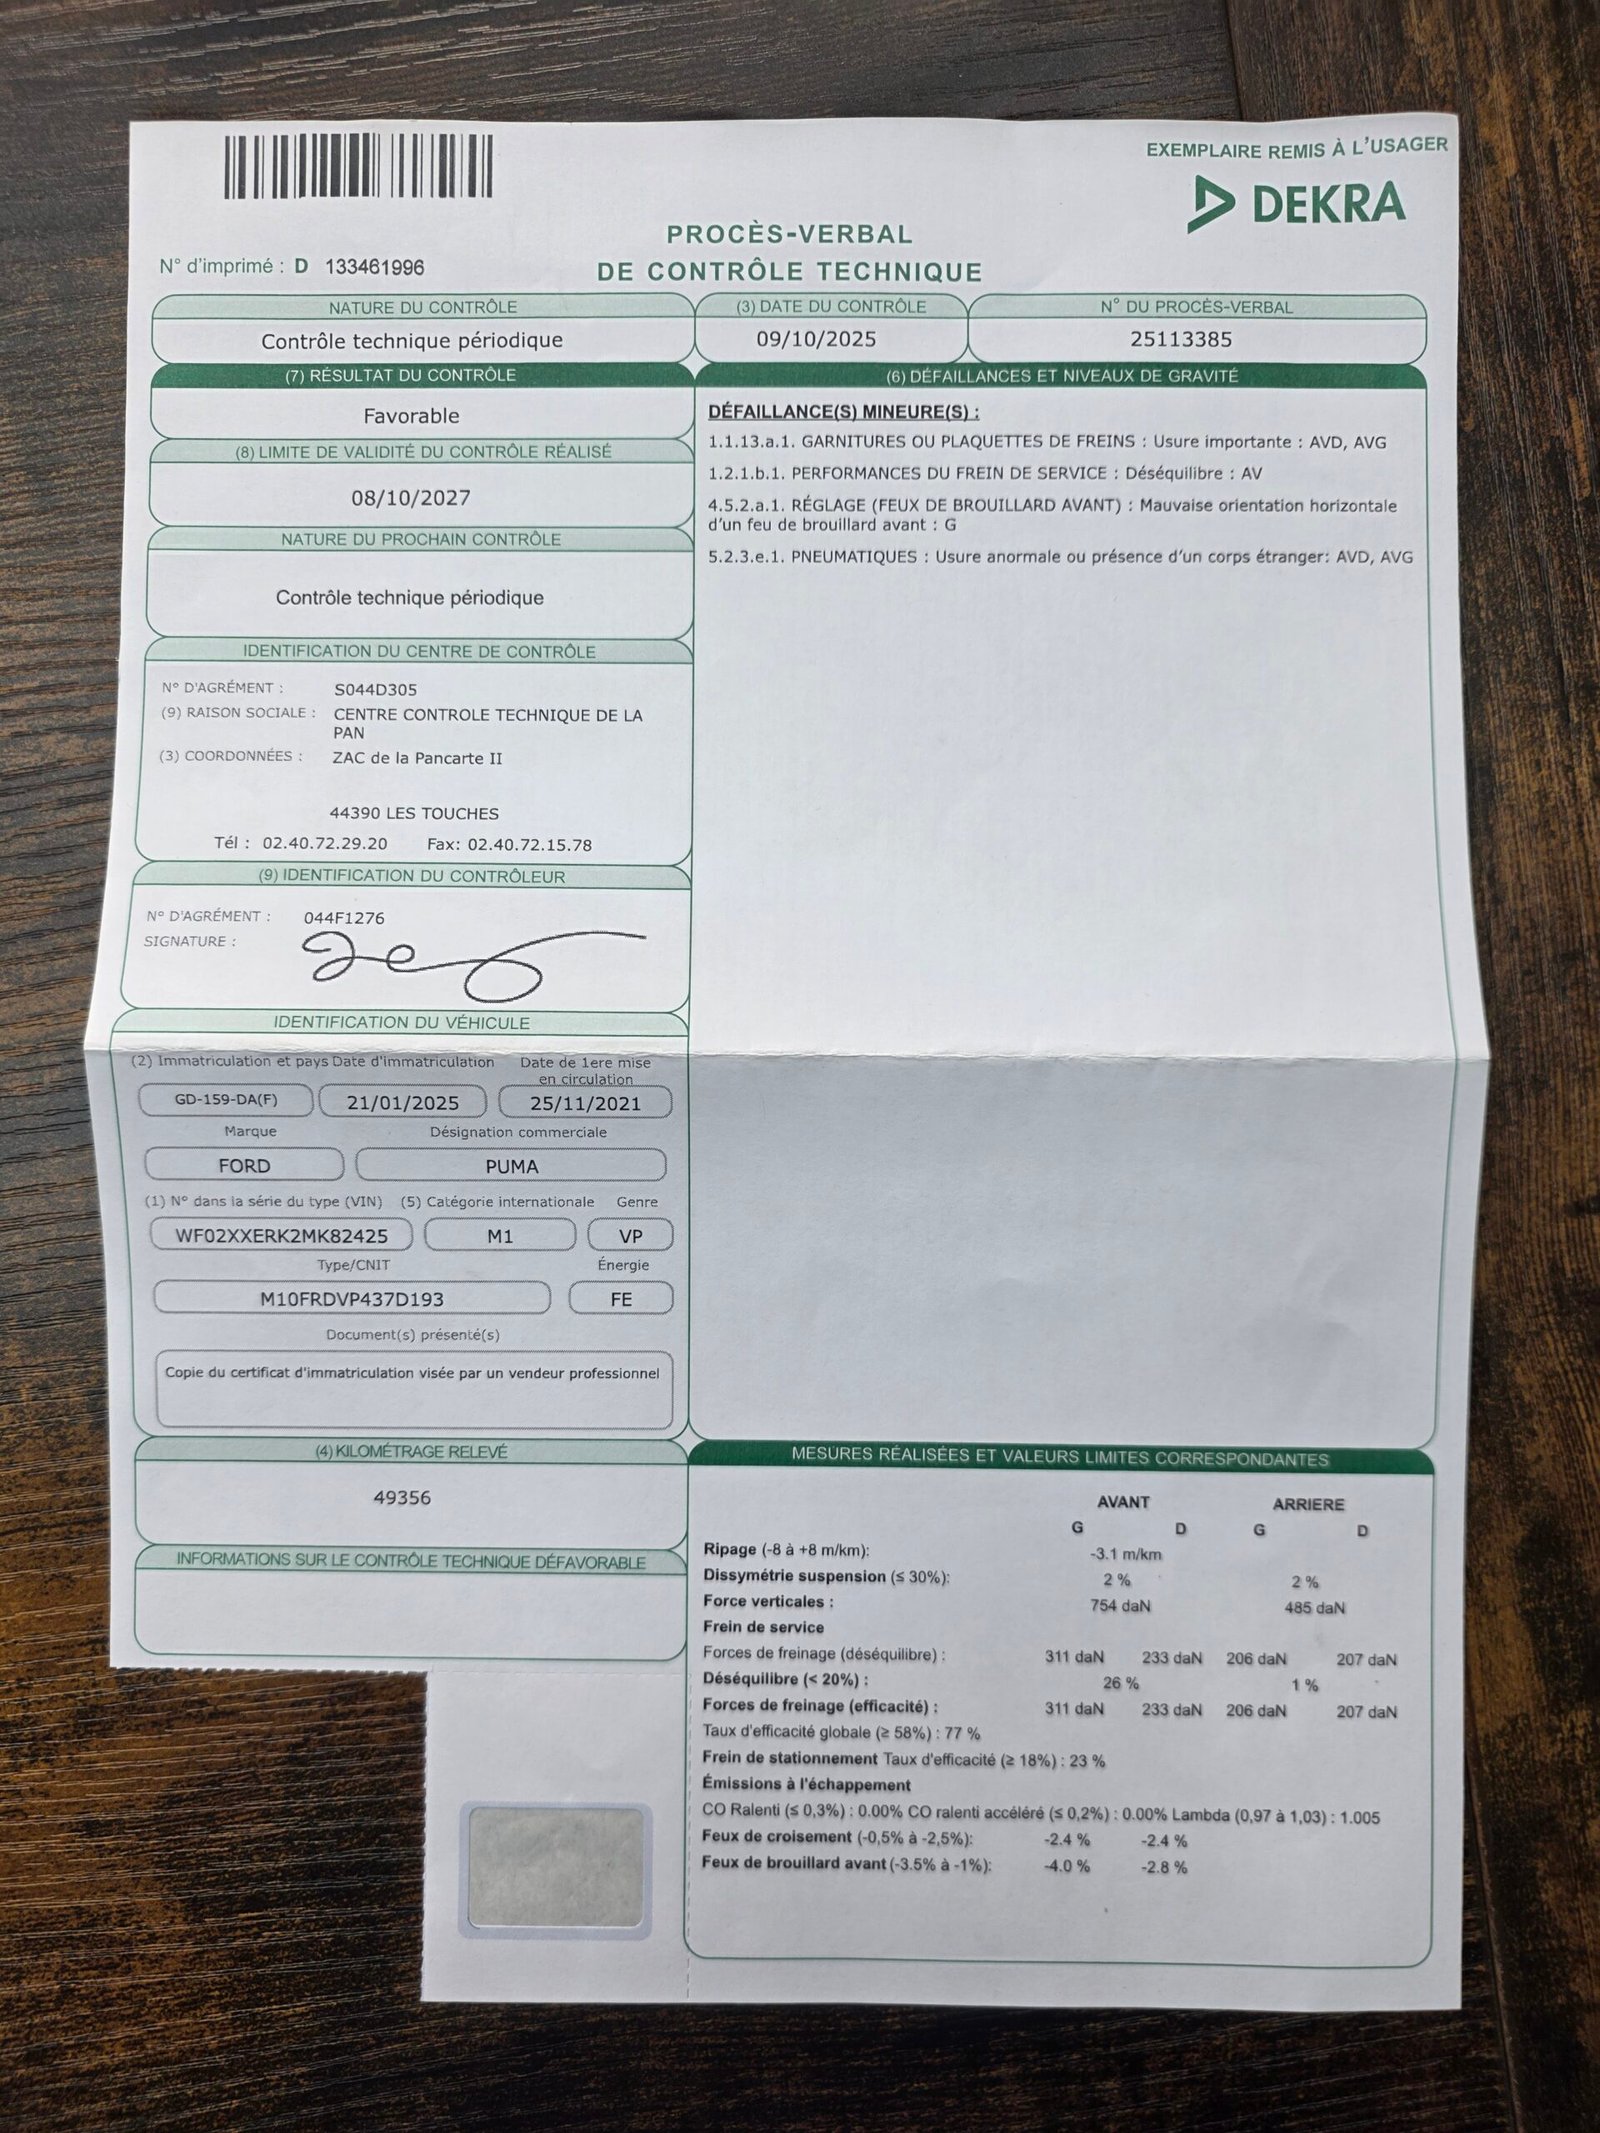 EXEMPLAIRE REMIS À L'USAGER
DEKRA
PROCÈS-VERBAL
DE CONTRÔLE TECHNIQUE
N° d'imprimé : D 133461996
NATURE DU CONTRÔLE
Contrôle technique périodique
(3) DATE DU CONTRÔLE
09/10/2025
N° DU PROCÈS-VERBAL
25113385
(7) RÉSULTAT DU CONTRÔLE
Favorable
(8) LIMITE DE VALIDITÉ DU CONTRÔLE RÉALISÉ
08/10/2027
NATURE DU PROCHAIN CONTRÔLE
Contrôle technique périodique
IDENTIFICATION DU CENTRE DE CONTRÔLE
N° D'AGRÉMENT : S044D305
(9) RAISON SOCIALE : CENTRE CONTROLE TECHNIQUE DE LA
PAN
(3) COORDONNÉES : ZAC de la Pancarte II
44390 LES TOUCHES
Tél : 02.40.72.29.20 Fax: 02.40.72.15.78
(9) IDENTIFICATION DU CONTRÔLEUR
N° D'AGRÉMENT : 044F1276
SIGNATURE :
IDENTIFICATION DU VÉHICULE
(2) Immatriculation et pays Date d'immatriculation Date de 1ere mise
en circulation
GD-159-DA(F) 21/01/2025 25/11/2021
Marque Désignation commerciale
FORD PUMA
(1) N° dans la série du type (VIN) (5) Catégorie internationale Genre
WF02XXERK2MK82425 M1 VP
Type/CNIT Énergie
M10FRDVP437D193 FE
Document(s) présenté(s)
Copie du certificat d'immatriculation visée par un vendeur professionnel
(4) KILOMÉTRAGE RELEVÉ
49356
INFORMATIONS SUR LE CONTRÔLE TECHNIQUE DÉFAVORABLE
(6) DÉFAILLANCES ET NIVEAUX DE GRAVITÉ
DÉFAILLANCE(S) MINEURE(S) :
1.1.13.a.1. GARNITURES OU PLAQUETTES DE FREINS : Usure importante : AVD, AVG
1.2.1.b.1. PERFORMANCES DU FREIN DE SERVICE : Déséquilibre : AV
4.5.2.a.1. RÉGLAGE (FEUX DE BROUILLARD AVANT) : Mauvaise orientation horizontale
d'un feu de brouillard avant : G
5.2.3.e.1. PNEUMATIQUES : Usure anormale ou présence d'un corps étranger: AVD, AVG
MESURES RÉALISÉES ET VALEURS LIMITES CORRESPONDANTES
AVANT ARRIERE
G D G D
Ripage (-8 à +8 m/km): -3.1 m/km
Dissymétrie suspension (≤ 30%): 2 % 2 %
Force verticales : 754 daN 485 daN
Frein de service
Forces de freinage (déséquilibre) : 311 daN 233 daN 206 daN 207 daN
Déséquilibre (< 20%) : 26 % 1 %
Forces de freinage (efficacité) : 311 daN 233 daN 206 daN 207 daN
Taux d'efficacité globale (≥ 58%) : 77 %
Frein de stationnement Taux d'efficacité (≥ 18%) : 23 %
Émissions à l'échappement
CO Ralenti (≤ 0,3%) : 0.00% CO ralenti accéléré (≤ 0,2%) : 0.00% Lambda (0,97 à 1,03) : 1.005
Feux de croisement (-0,5% à -2,5%): -2.4 % -2.4 %
Feux de brouillard avant (-3.5% à -1%): -4.0 % -2.8 %